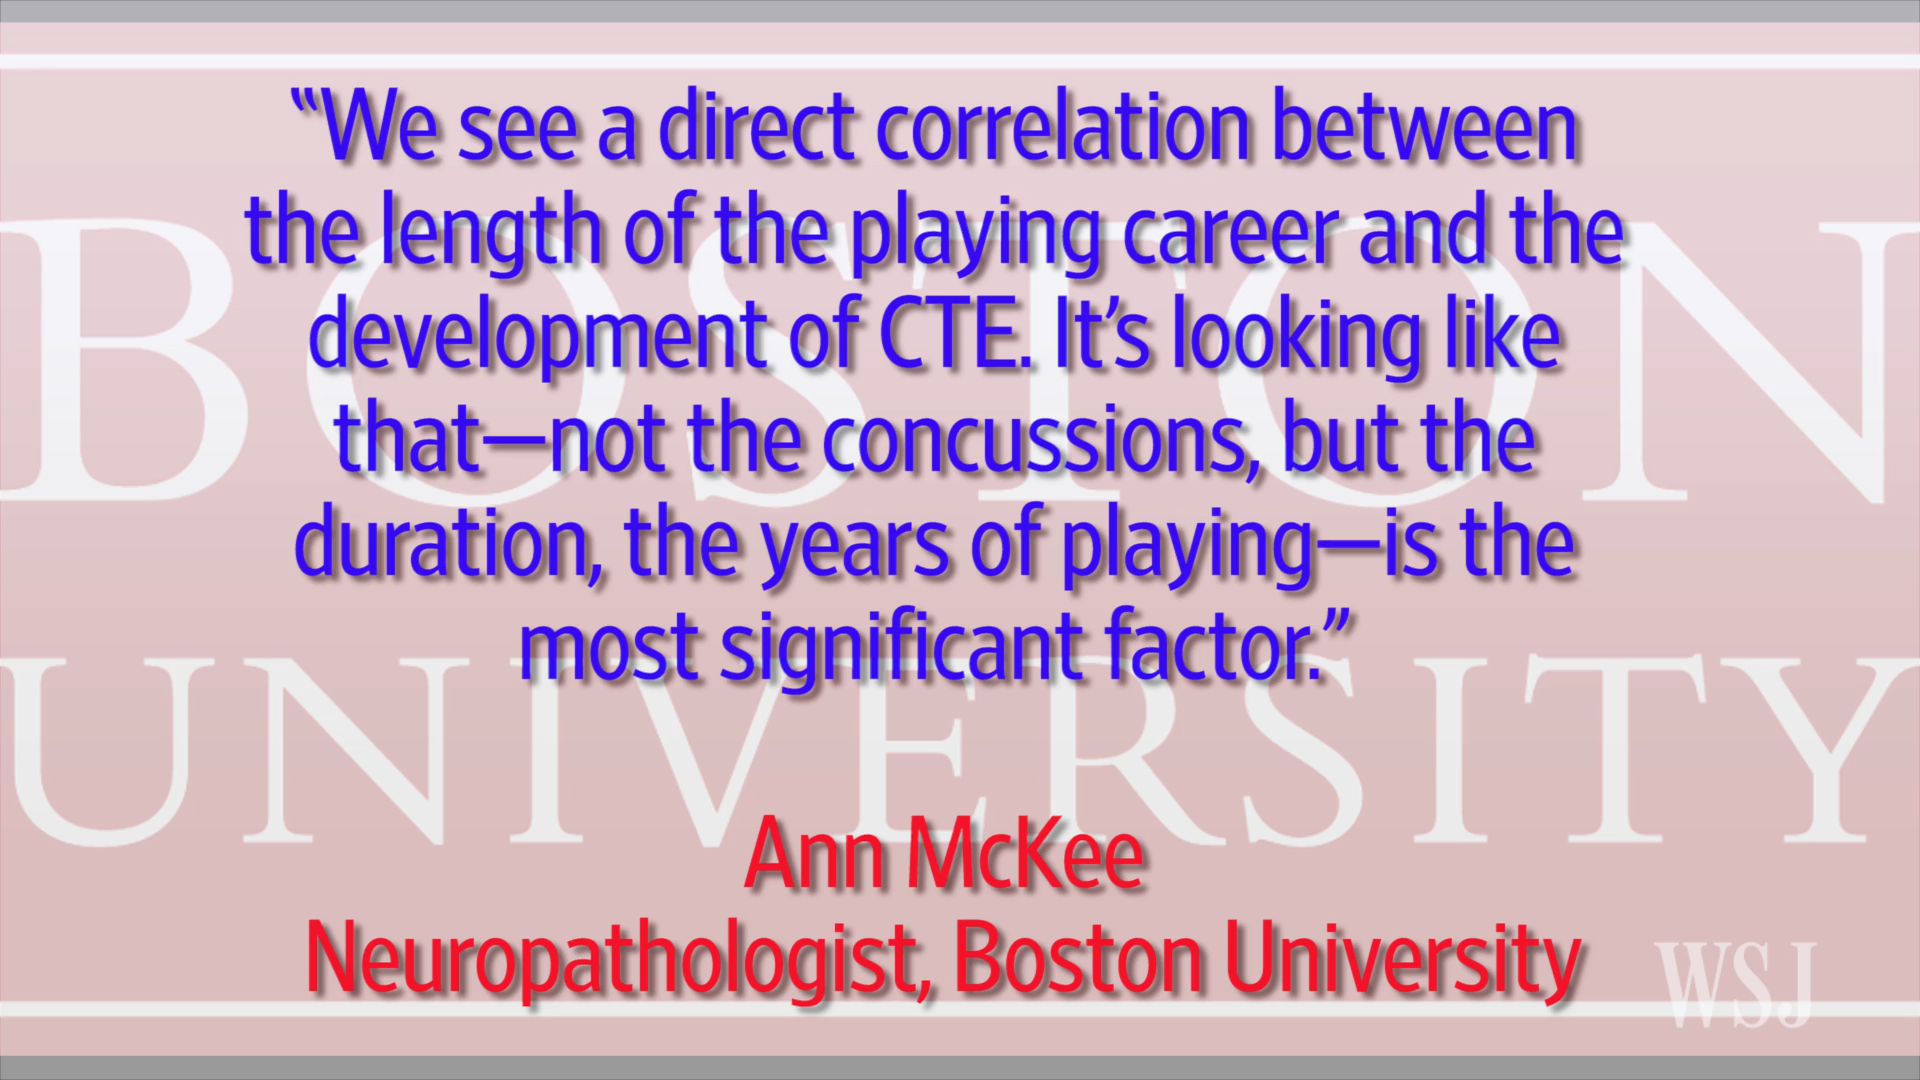 “We see a direct correlation between
the length of the playing career and the
development of CTE. It’s looking like
that—not the concussions, but the
duration, the years of playing—is the
most significant factor.”
Ann McKee
Neuropathologist, Boston University
BOSTON
UNIVERSITY
WSJ